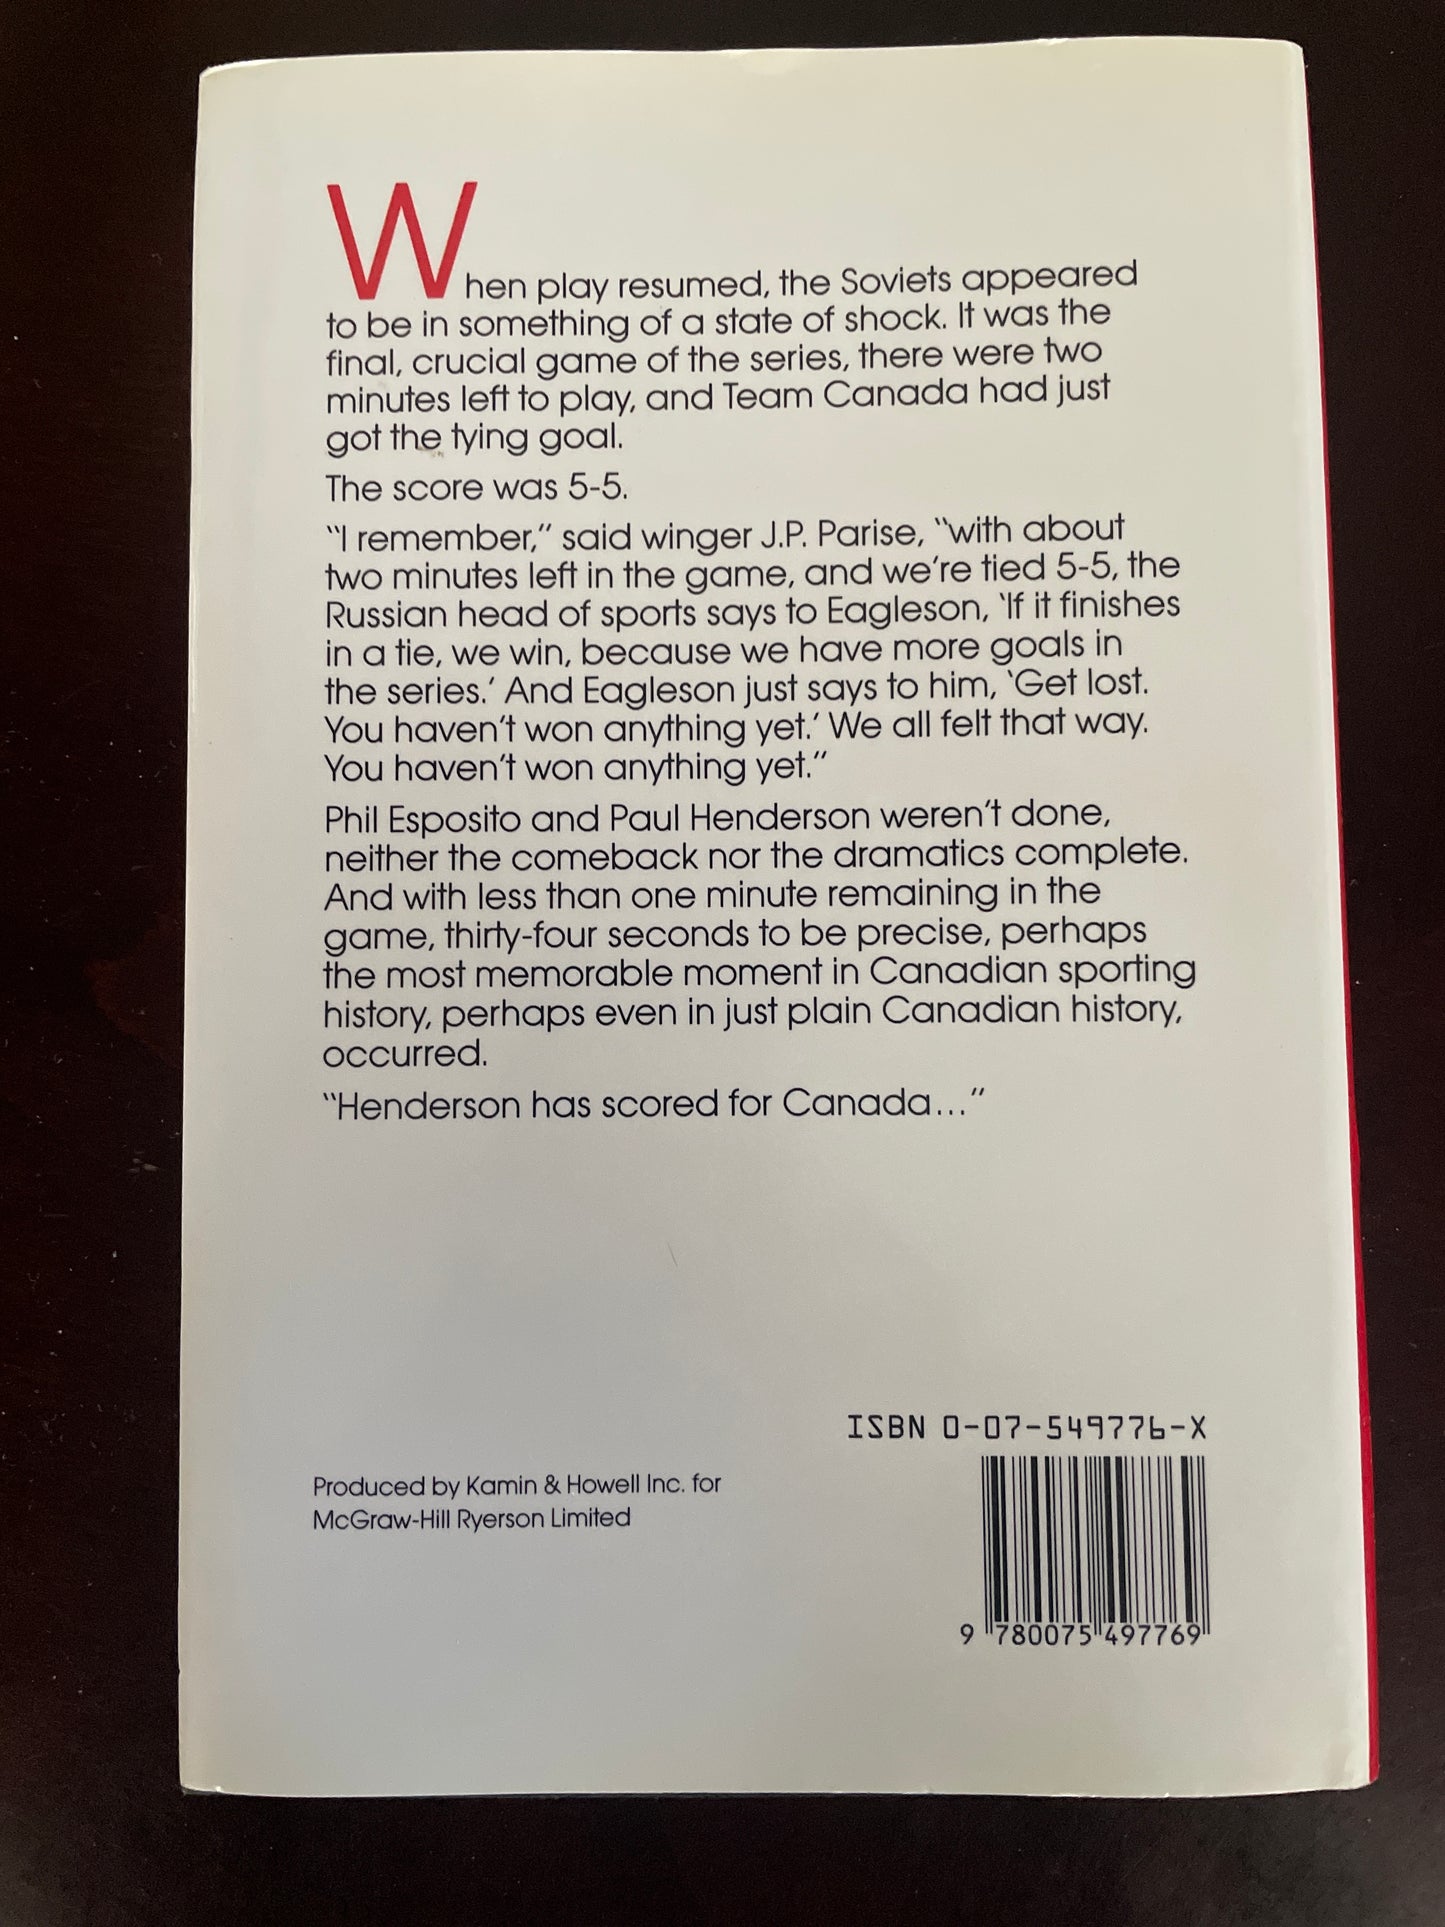 When play resumed, the Soviets appeared
to be in something of a state of shock. It was the
final, crucial game of the series, there were two
minutes left to play, and Team Canada had just
got the tying goal.
The score was 5-5.
"I remember," said winger J.P. Parise, "with about
two minutes left in the game, and we're tied 5-5, the
Russian head of sports says to Eagleson, 'If it finishes
in a tie, we win, because we have more goals in
the series.' And Eagleson just says to him, 'Get lost.
You haven't won anything yet.' We all felt that way.
You haven't won anything yet."
Phil Esposito and Paul Henderson weren't done,
neither the comeback nor the dramatics complete.
And with less than one minute remaining in the
game, thirty-four seconds to be precise, perhaps
the most memorable moment in Canadian sporting
history, perhaps even in just plain Canadian history,
occurred.
"Henderson has scored for Canada..."
ISBN 0-07-549776-X
Produced by Kamin & Howell Inc. for
McGraw-Hill Ryerson Limited
9 780075 497769